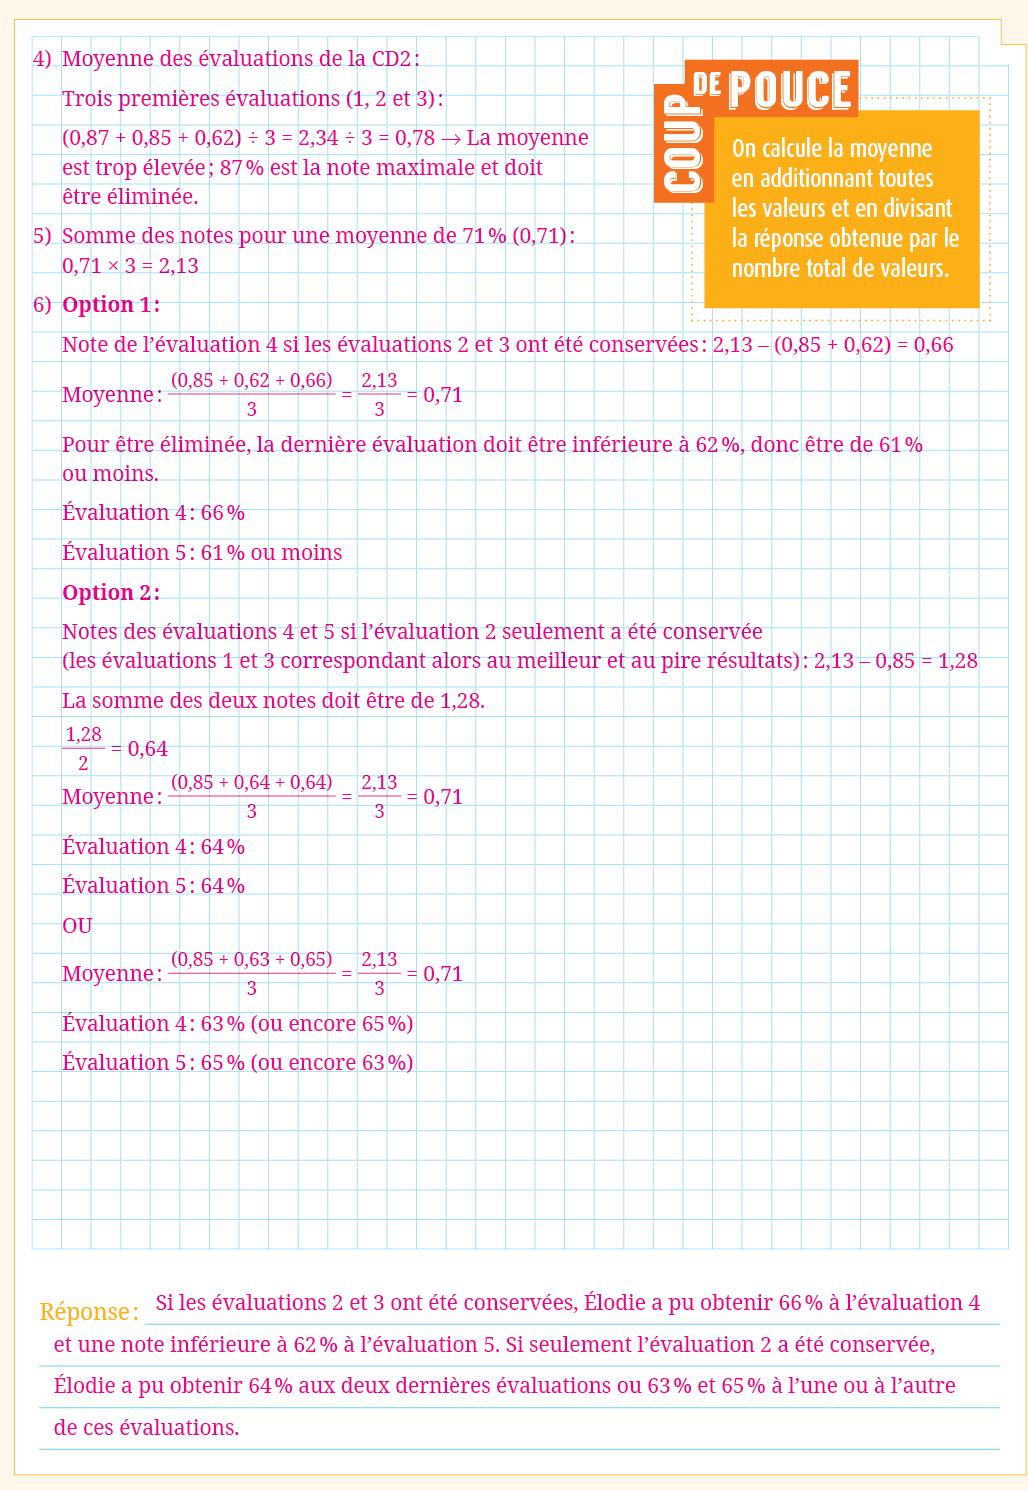 4) Moyenne des évaluations de la CD2 :
Trois premières évaluations (1, 2 et 3) :
(0,87 + 0,85 + 0,62) ÷ 3 = 2,34 ÷ 3 = 0,78 → La moyenne
est trop élevée ; 87 % est la note maximale et doit
être éliminée.
COUP DE POUCE
On calcule la moyenne
en additionnant toutes
les valeurs et en divisant
la réponse obtenue par le
nombre total de valeurs.
5) Somme des notes pour une moyenne de 71 % (0,71) :
0,71 × 3 = 2,13
6) Option 1 :
Note de l’évaluation 4 si les évaluations 2 et 3 ont été conservées : 2,13 – (0,85 + 0,62) = 0,66
Moyenne : (0,85 + 0,62 + 0,66)/3 = 2,13/3 = 0,71
Pour être éliminée, la dernière évaluation doit être inférieure à 62 %, donc être de 61 %
ou moins.
Évaluation 4 : 66 %
Évaluation 5 : 61 % ou moins
Option 2 :
Notes des évaluations 4 et 5 si l’évaluation 2 seulement a été conservée
(les évaluations 1 et 3 correspondant alors au meilleur et au pire résultats) : 2,13 – 0,85 = 1,28
La somme des deux notes doit être de 1,28.
1,28/2 = 0,64
Moyenne : (0,85 + 0,64 + 0,64)/3 = 2,13/3 = 0,71
Évaluation 4 : 64 %
Évaluation 5 : 64 %
OU
Moyenne : (0,85 + 0,63 + 0,65)/3 = 2,13/3 = 0,71
Évaluation 4 : 63 % (ou encore 65 %)
Évaluation 5 : 65 % (ou encore 63 %)
Réponse : Si les évaluations 2 et 3 ont été conservées, Élodie a pu obtenir 66 % à l’évaluation 4
et une note inférieure à 62 % à l’évaluation 5. Si seulement l’évaluation 2 a été conservée,
Élodie a pu obtenir 64 % aux deux dernières évaluations ou 63 % et 65 % à l’une ou à l’autre
de ces évaluations.